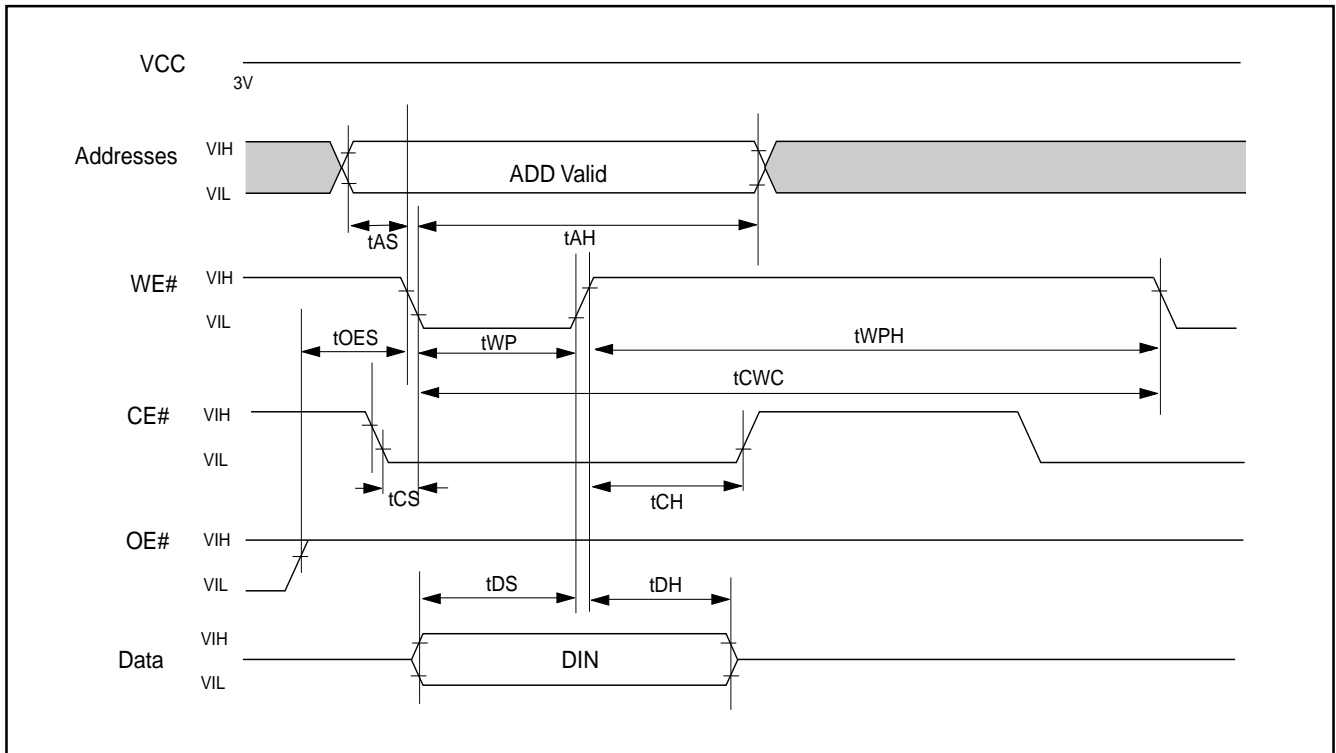 VCC
3V
Addresses
VIH
ADD Valid
VIL
tAS
tAH
WE#
VIH
VIL
tOES
tWP
tWPH
tCWC
CE#
VIH
VIL
tCS
tCH
OE#
VIH
VIL
tDS
tDH
VIH
Data
DIN
VIL